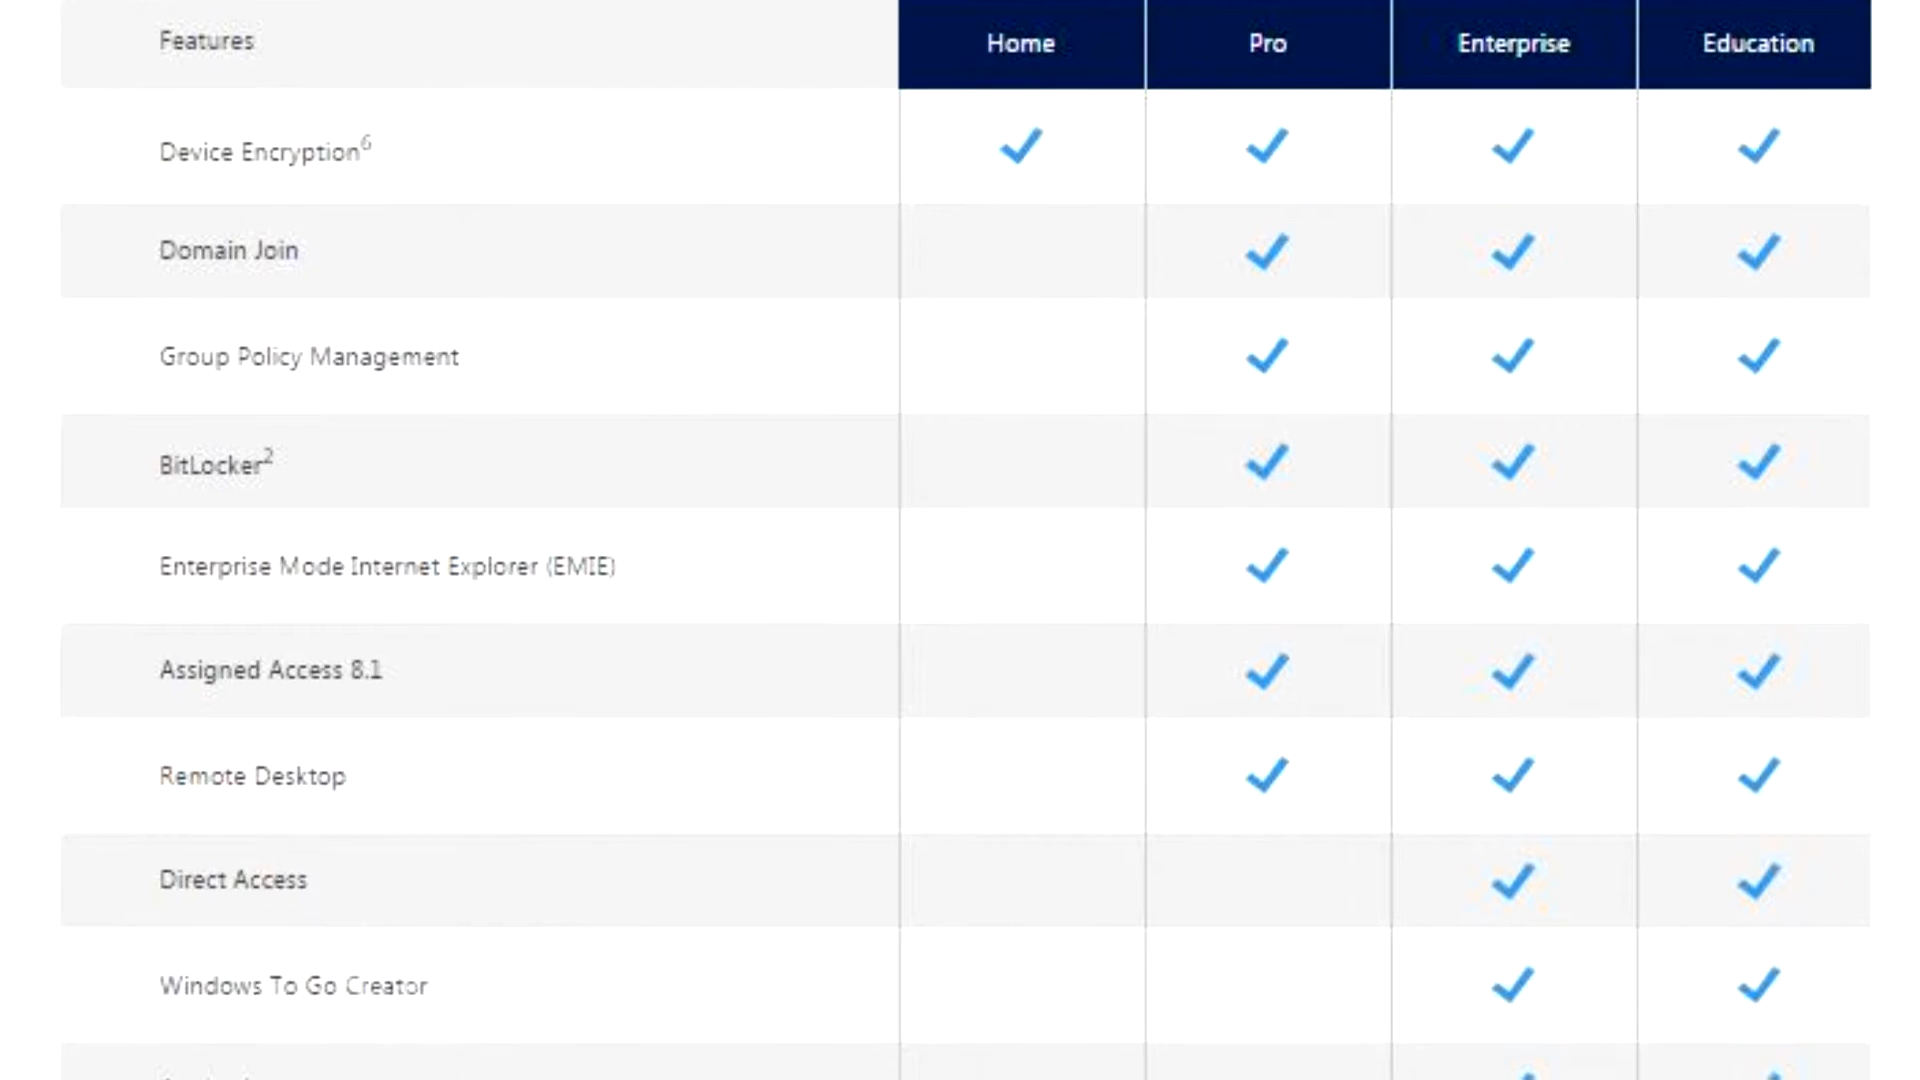 Features Home Pro Enterprise Education
Device Encryption6
Domain Join
Group Policy Management
BitLocker2
Enterprise Mode Internet Explorer (EMIE)
Assigned Access 8.1
Remote Desktop
Direct Access
Windows To Go Creator